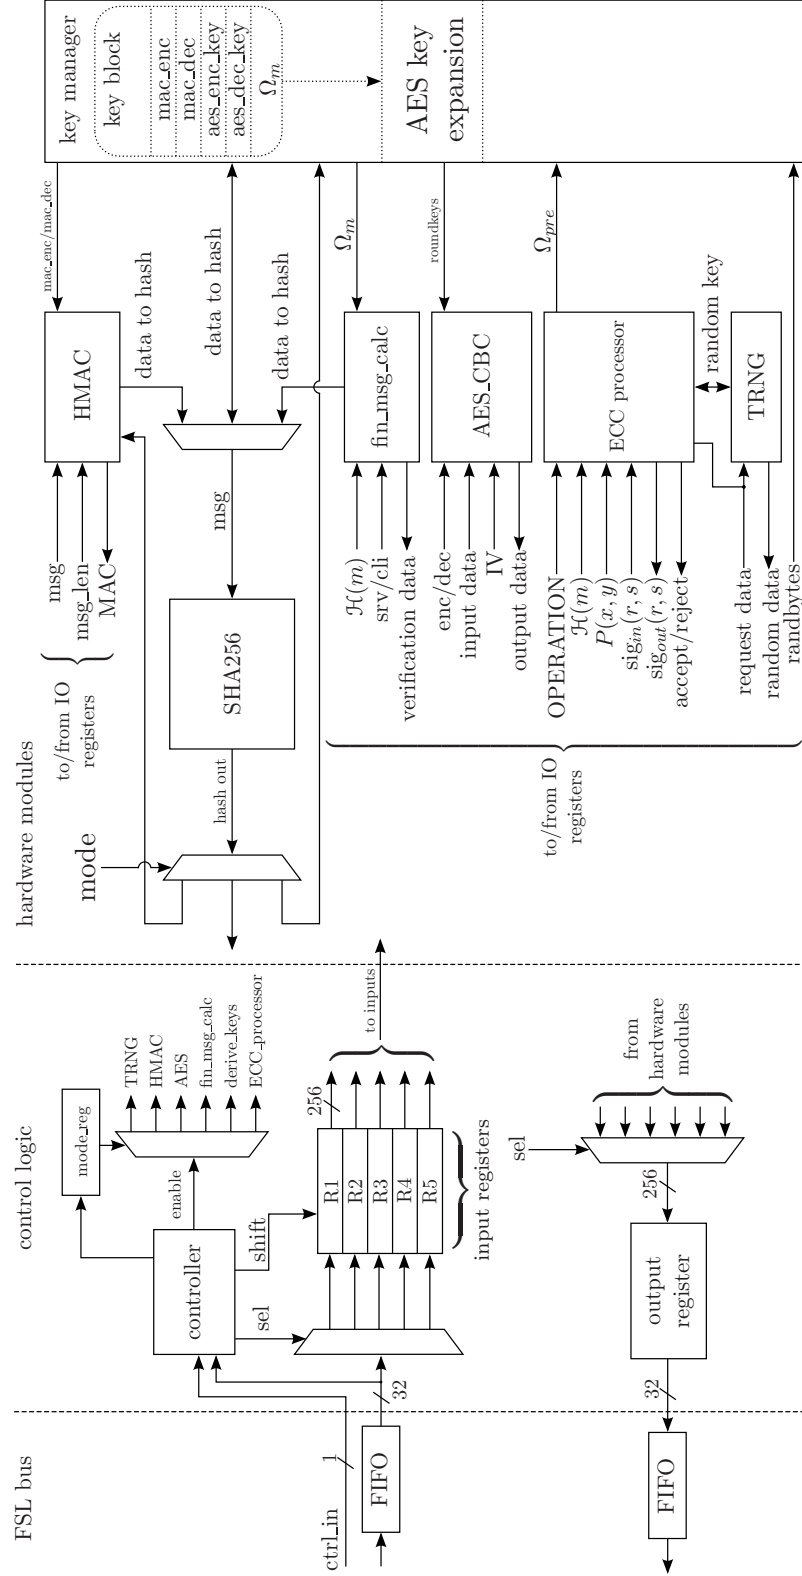 FSL bus
control logic
hardware modules
ctrl_in
1
FIFO
32
controller
mode_reg
enable
sel
shift
TRNG
HMAC
AES
fin_msg_calc
derive_keys
ECC_processor
R1
R2
R3
R4
R5
256
input registers
to inputs
FIFO
32
output
register
256
sel
from
hardware
modules
mode
to/from IO
registers
msg
msg_len
MAC
HMAC
mac_enc/mac_dec
data to hash
data to hash
data to hash
msg
SHA256
hash out
key manager
key block
mac_enc
mac_dec
aes_enc_key
aes_dec_key
Ω_m
AES key
expansion
to/from IO
registers
ℋ(m)
srv/cli
verification data
fin_msg_calc
Ω_m
enc/dec
input data
IV
output data
AES_CBC
roundkeys
OPERATION
ℋ(m)
P(x, y)
sig_in(r, s)
sig_out(r, s)
accept/reject
ECC processor
Ω_pre
random key
request data
random data
randbytes
TRNG